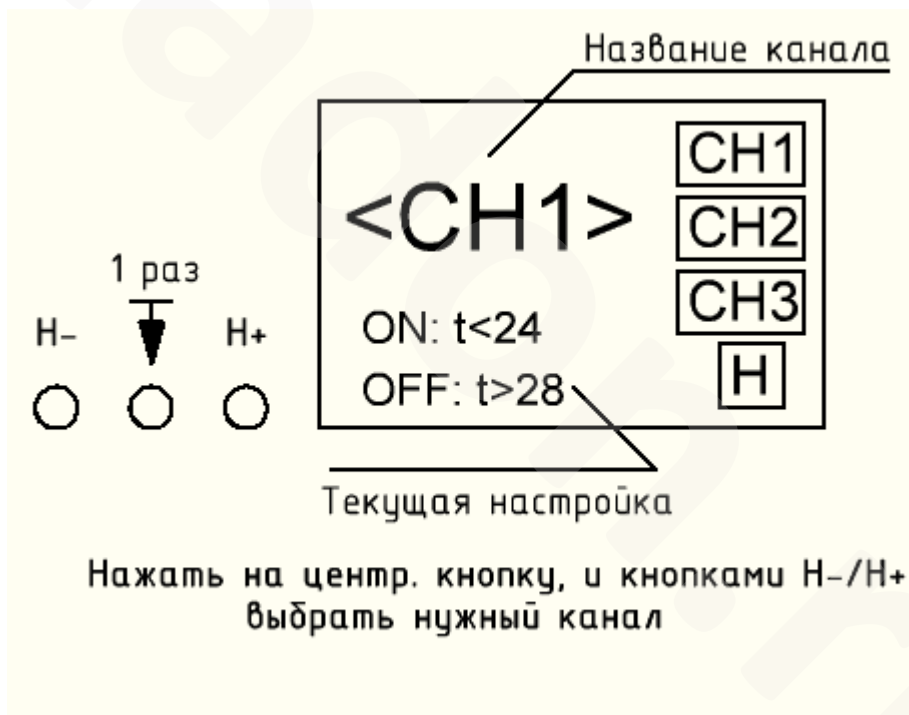 Название канала
<CH1>
CH1
CH2
CH3
H
ON: t<24
OFF: t>28
1 раз
H-
H+
Текущая настройка
Нажать на центр. кнопку, и кнопками H-/H+
выбрать нужный канал